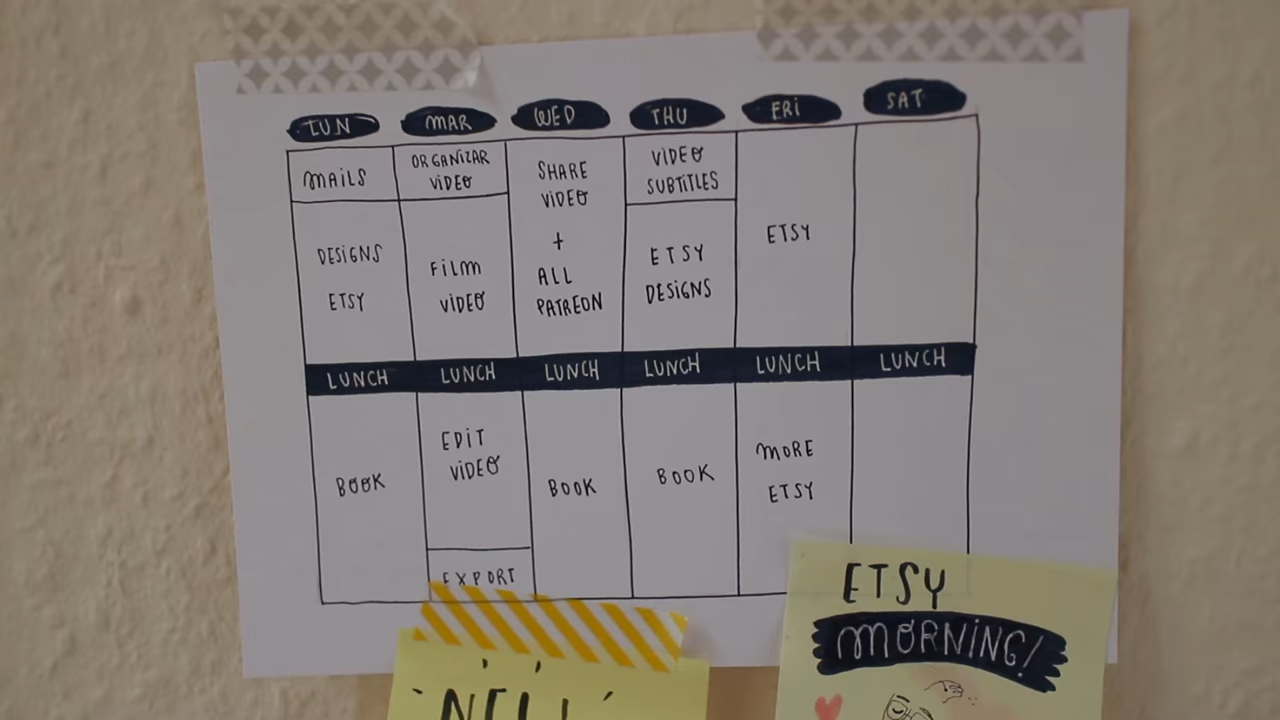 LUN MAR WED THU FRI SAT
MAILS
ORGANIZAR
VIDEO
SHARE
VIDEO
+
ALL
PATREON
VIDEO
SUBTITLES
ETSY
DESIGNS
ETSY
FILM
VIDEO
ETSY
DESIGNS
LUNCH LUNCH LUNCH LUNCH LUNCH LUNCH
BOOK
EDIT
VIDEO
BOOK
BOOK
MORE
ETSY
EXPORT
ETSY
MORNING!